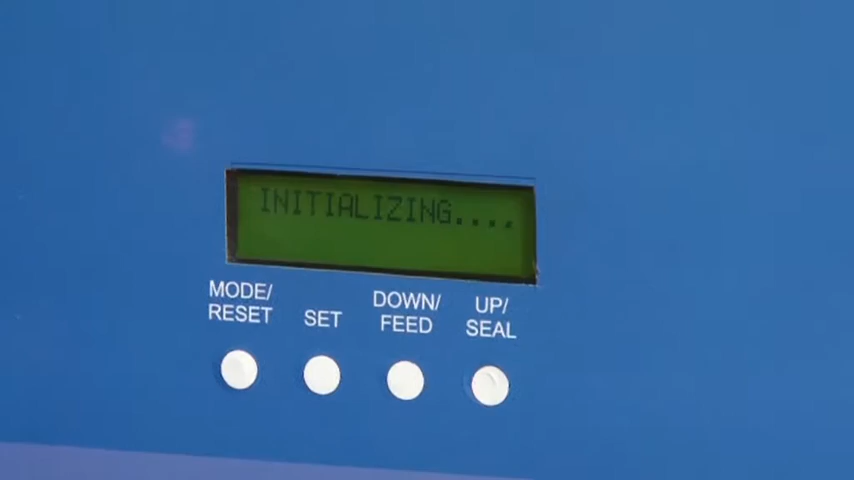 INITIALIZING....
MODE/
RESET
SET
DOWN/
FEED
UP/
SEAL